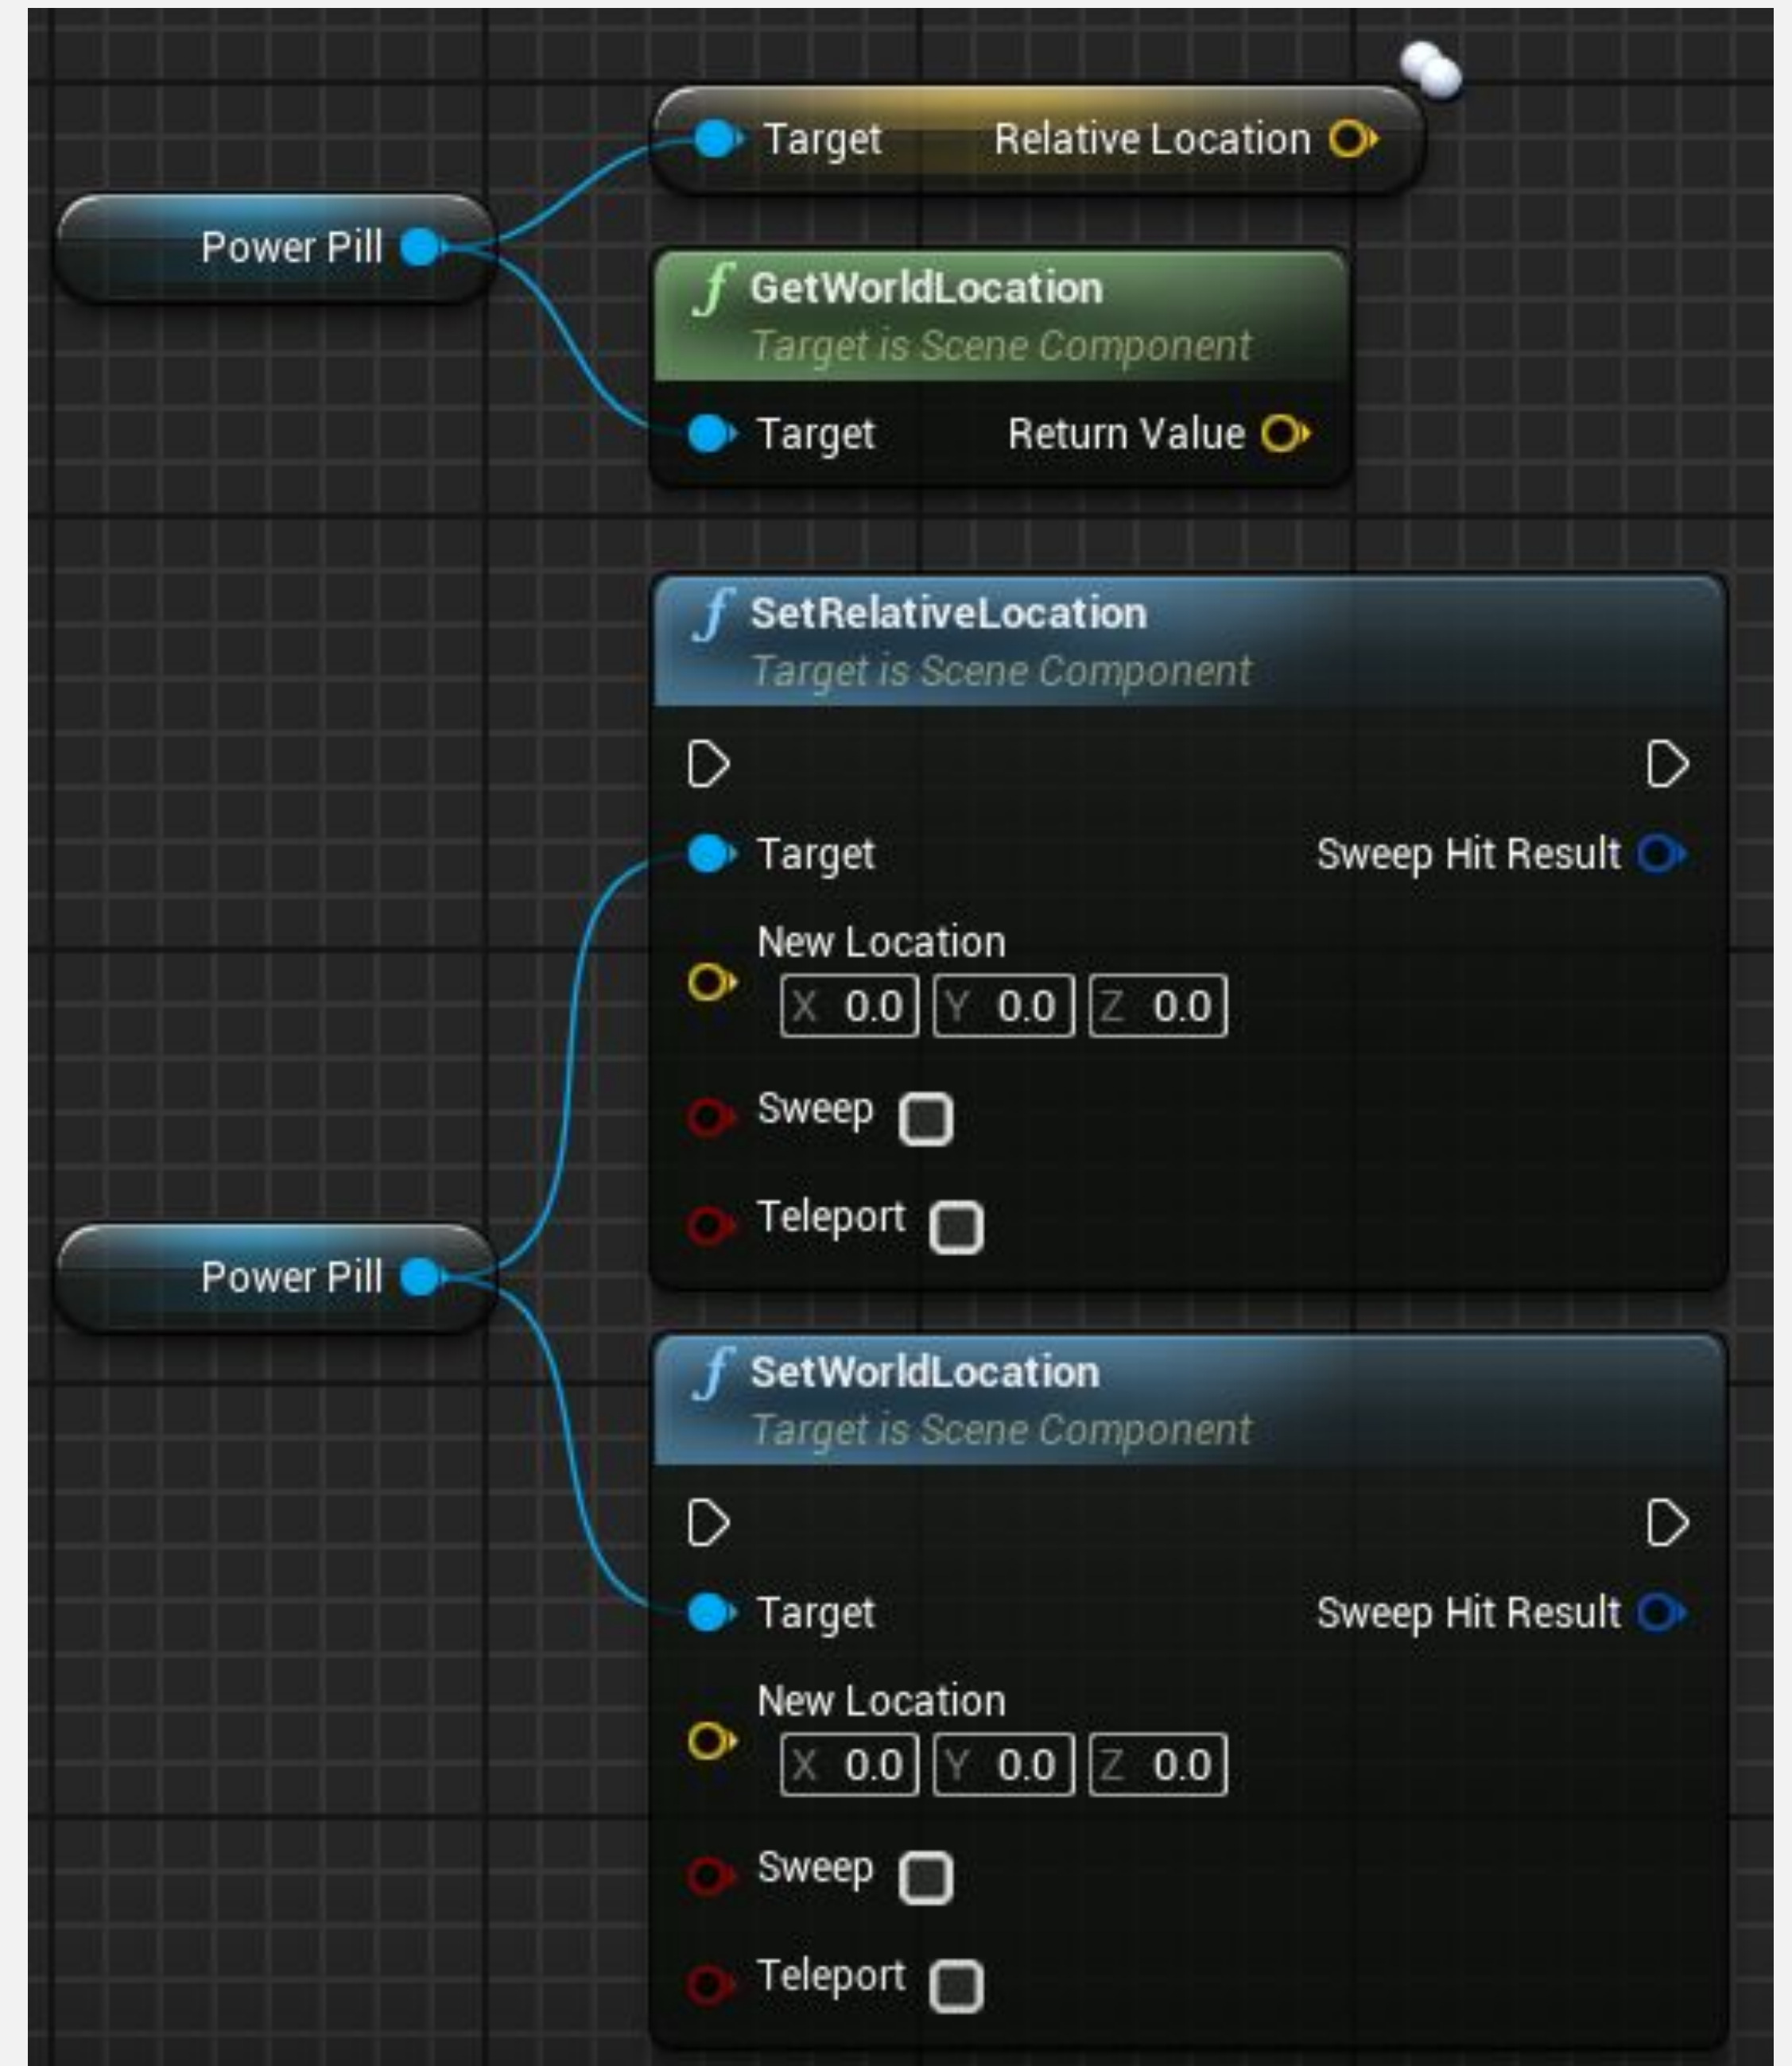 Power Pill
Target Relative Location
f GetWorldLocation
Target is Scene Component
Target Return Value
f SetRelativeLocation
Target is Scene Component
Target Sweep Hit Result
New Location
X 0.0 Y 0.0 Z 0.0
Sweep
Teleport
Power Pill
f SetWorldLocation
Target is Scene Component
Target Sweep Hit Result
New Location
X 0.0 Y 0.0 Z 0.0
Sweep
Teleport